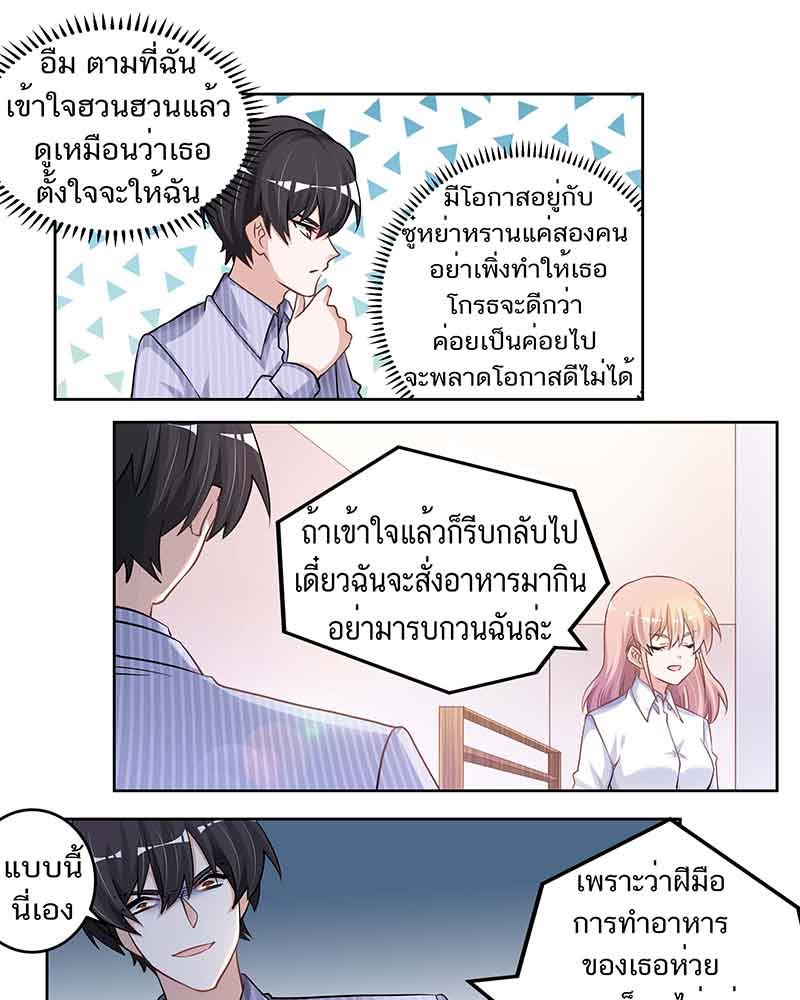 อืม ตามที่ฉัน
เข้าใจฮวนฮวนแล้ว
ดูเหมือนว่าเธอ
ตั้งใจจะให้ฉัน
มีโอกาสอยู่กับ
ซู๋หย่าหรานแค่สองคน
อย่าเพิ่งทำให้เธอ
โกรธจะดีกว่า
ค่อยเป็นค่อยไป
จะพลาดโอกาสดีไม่ได้
ถ้าเข้าใจแล้วก็รีบกลับไป
เดี๋ยวฉันจะสั่งอาหารมากิน
อย่ามารบกวนฉันล่ะ
แบบนี้
นี่เอง
เพราะว่าฝีมือ
การทำอาหาร
ของเธอห่วย